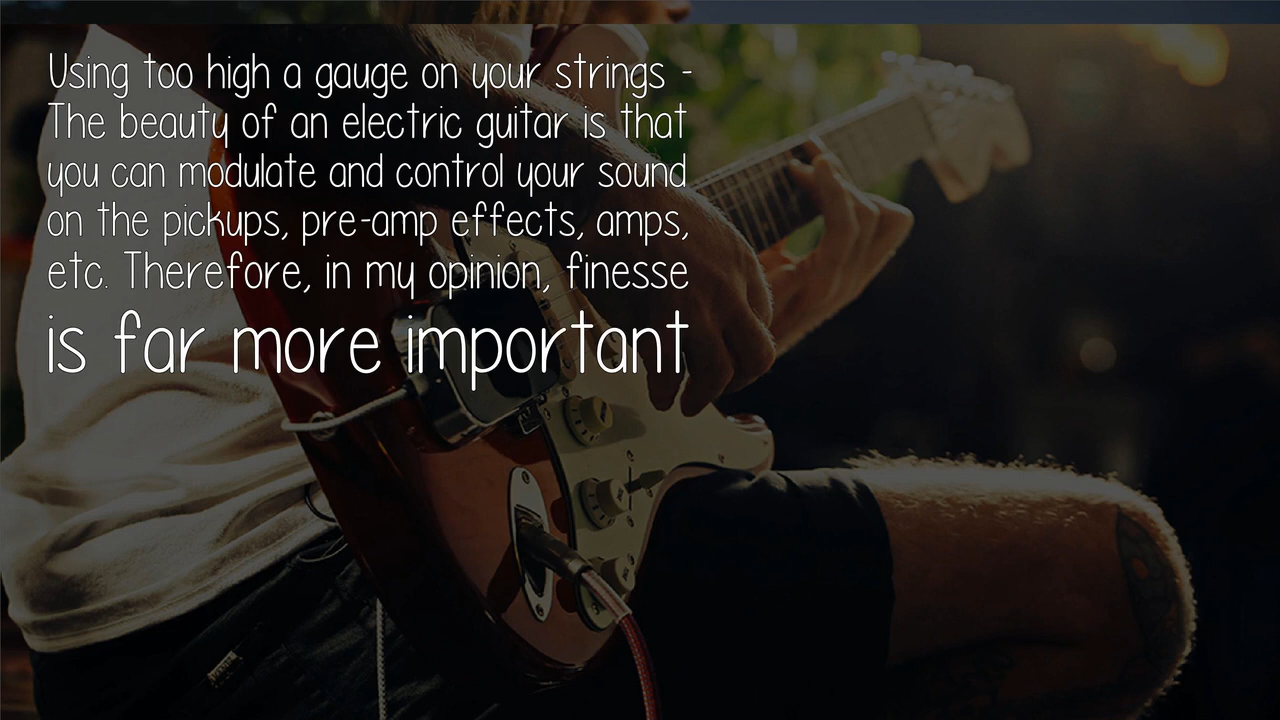 Using too high a gauge on your strings -
The beauty of an electric guitar is that
you can modulate and control your sound
on the pickups, pre-amp effects, amps,
etc. Therefore, in my opinion, finesse
is far more important